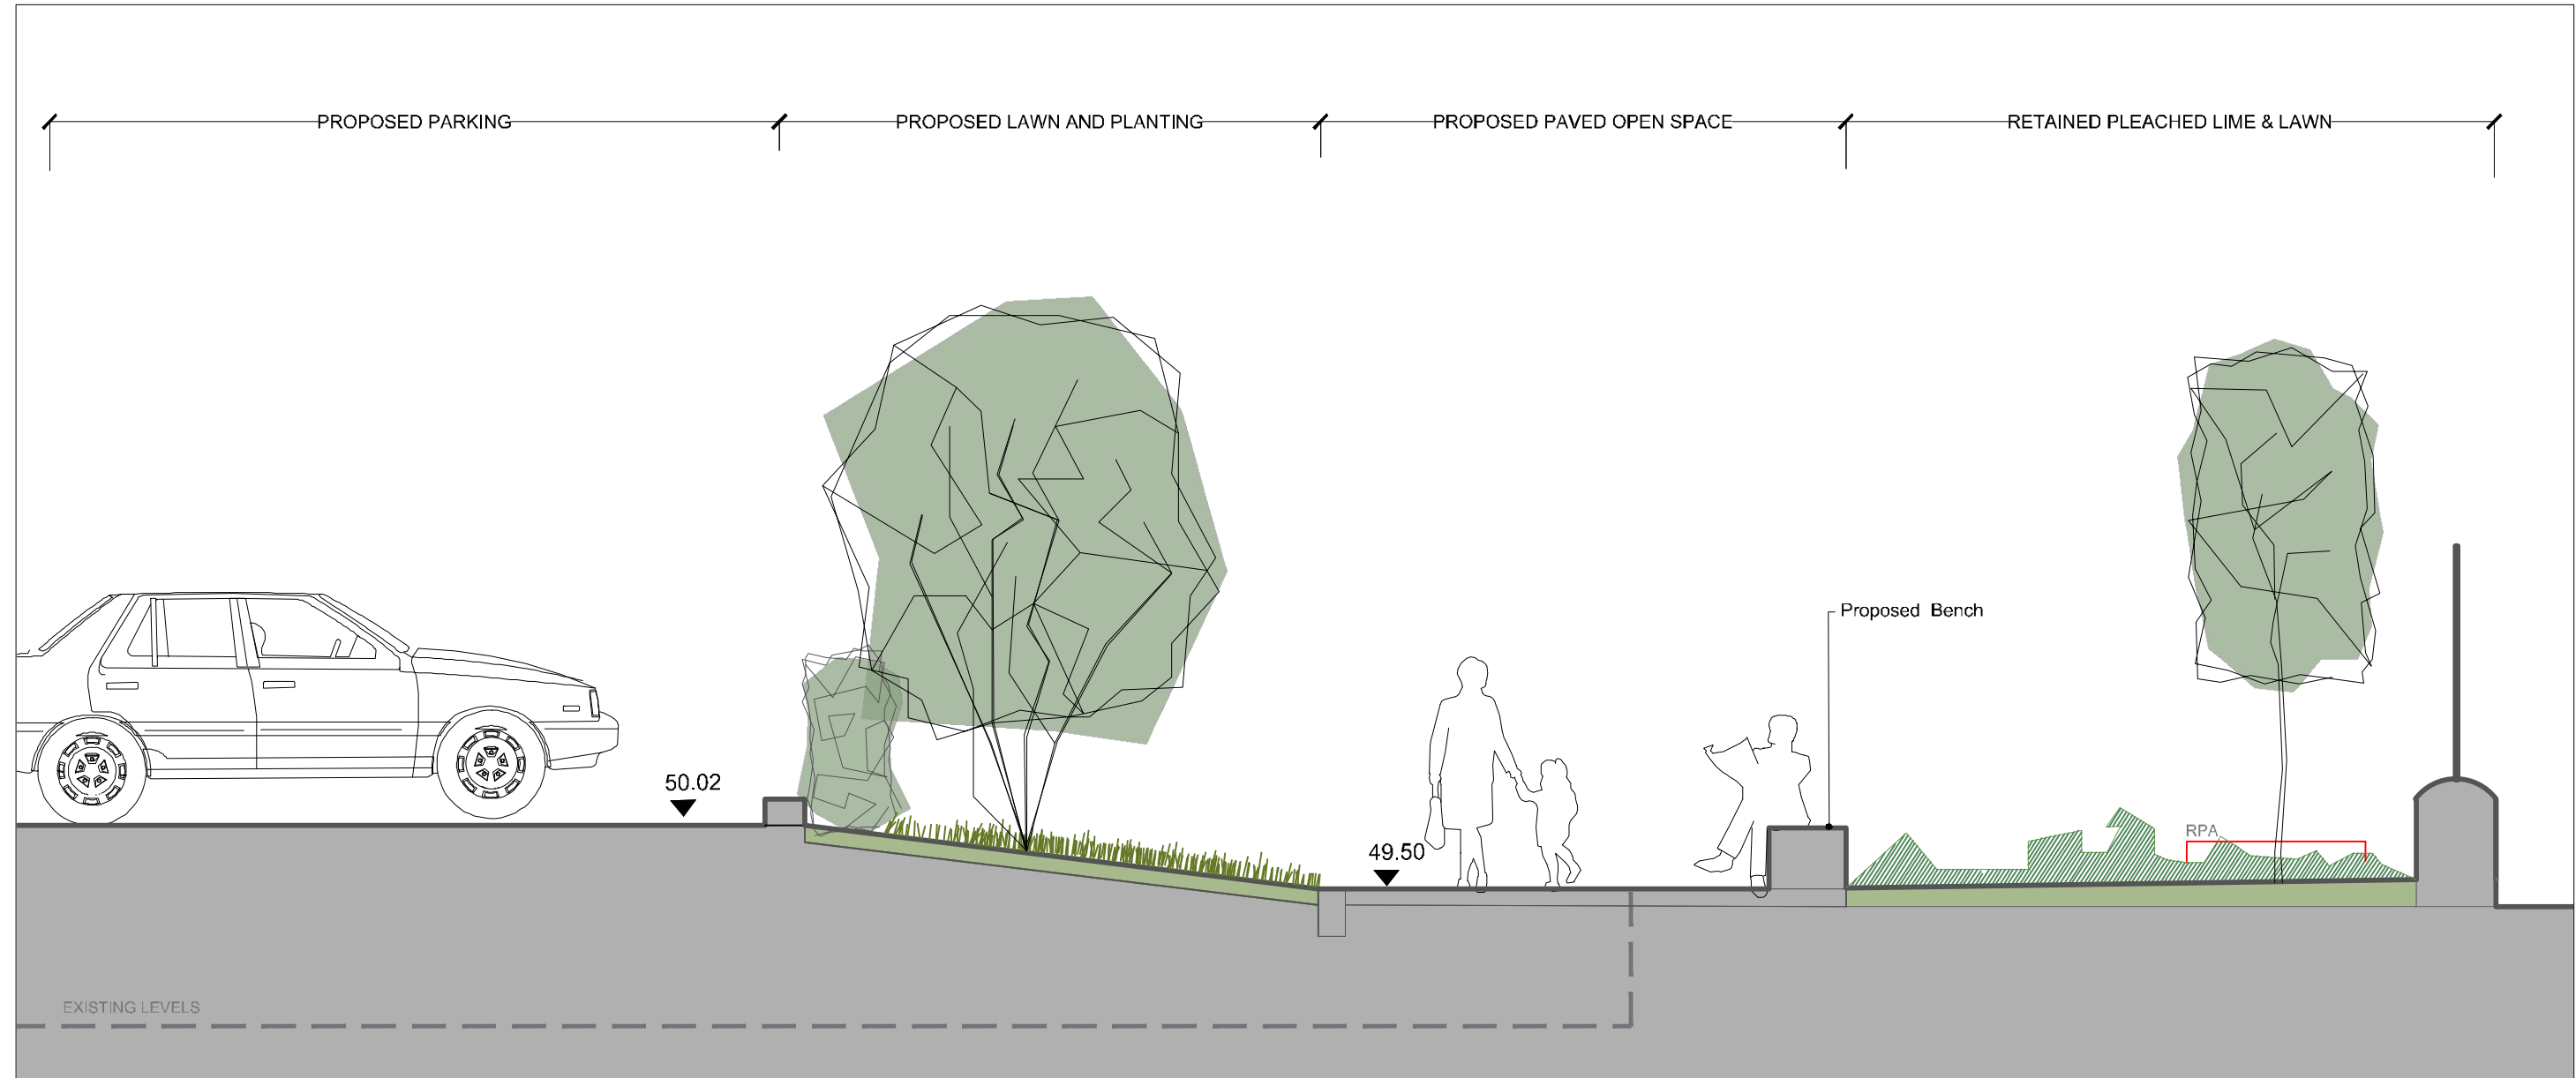 PROPOSED PARKING
PROPOSED LAWN AND PLANTING
PROPOSED PAVED OPEN SPACE
RETAINED PLEACHED LIME & LAWN
Proposed Bench
50.02
RPA
49.50
EXISTING LEVELS